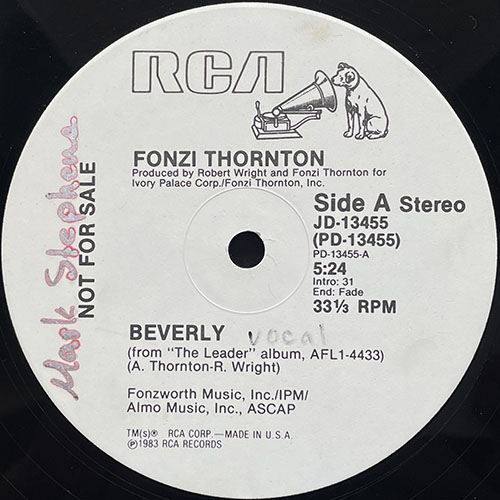 RCA
FONZI THORNTON
Produced by Robert Wright and Fonzi Thornton for
Ivory Palace Corp./Fonzi Thornton, Inc.
Mark Stephens
NOT FOR SALE
Side A Stereo
JD-13455
(PD-13455)
PD-13455-A
5:24
Intro: 31
End: Fade
33⅓ RPM
BEVERLY vocal
(from "The Leader" album, AFL1-4433)
(A. Thornton-R. Wright)
Fonzworth Music, Inc./IPM/
Almo Music, Inc., ASCAP
TM(s)® RCA CORP.—MADE IN U.S.A.
℗1983 RCA RECORDS